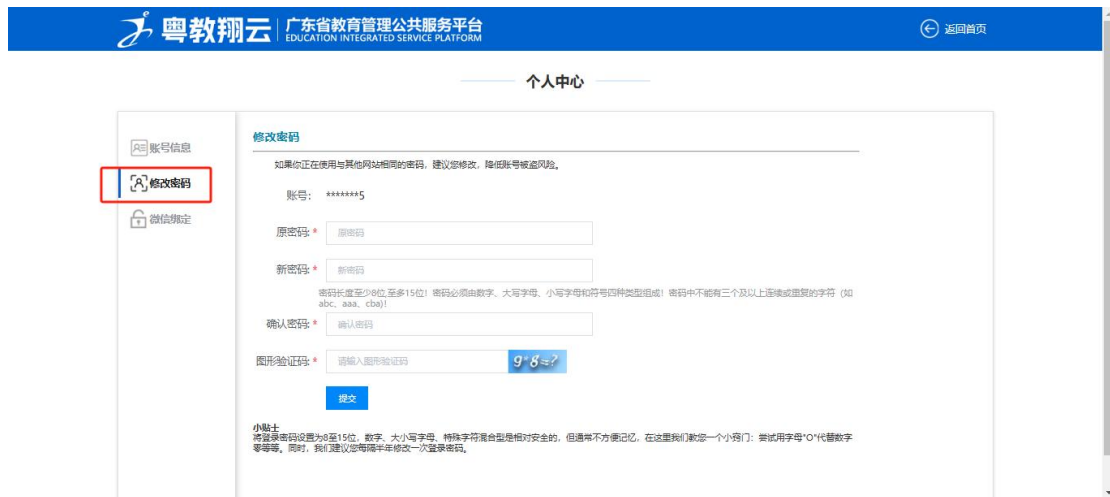 粤教翔云
广东省教育管理公共服务平台
EDUCATION INTEGRATED SERVICE PLATFORM
返回首页
个人中心
账号信息
修改密码
微信绑定
修改密码
如果你正在使用与其他网站相同的密码，建议您修改，降低账号被盗风险。
账号： *******5
原密码: * 原密码
新密码: * 新密码
密码长度至少8位,至多15位！密码必须由数字、大写字母、小写字母和符号四种类型组成！密码中不能有三个及以上连续或重复的字符（如
abc、aaa、cba)！
确认密码: * 确认密码
图形验证码: * 请输入图形验证码 9*8=?
提交
小贴士
将登录密码设置为8至15位，数字、大小写字母、特殊字符混合型是相对安全的，但通常不方便记忆，在这里我们教您一个小窍门：尝试用字母"O"代替数字
零等等。同时，我们建议您每隔半年修改一次登录密码。